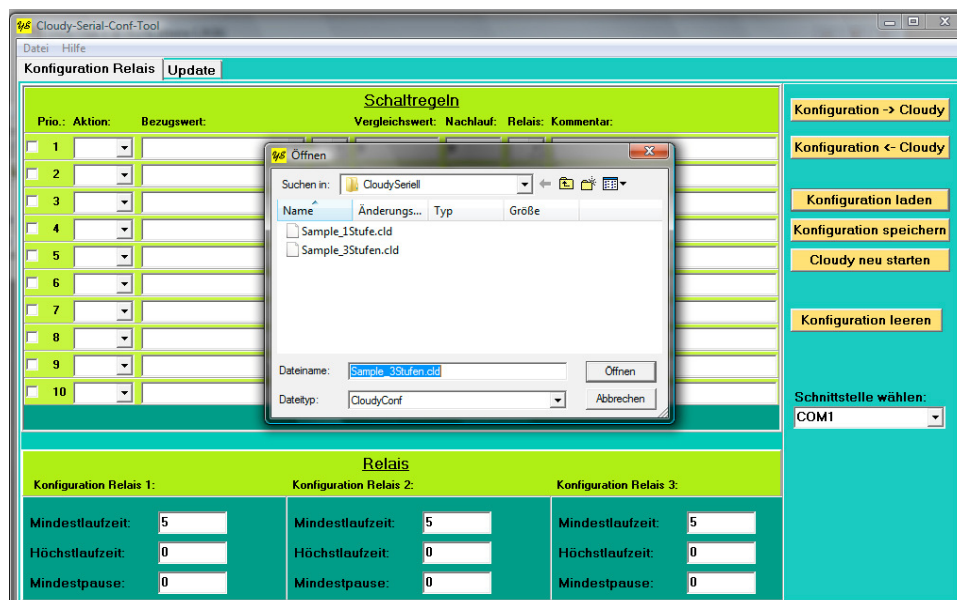 Cloudy-Serial-Conf-Tool
Datei Hilfe
Konfiguration Relais Update
Schaltregeln
Prio.: Aktion: Bezugswert: Vergleichswert: Nachlauf: Relais: Kommentar:
1
2
3
4
5
6
7
8
9
10
Öffnen
Suchen in: CloudySeriell
Name Änderungs... Typ Größe
Sample_1Stufe.cld
Sample_3Stufen.cld
Dateiname: Sample_3Stufen.cld Öffnen
Dateityp: CloudyConf Abbrechen
Konfiguration -> Cloudy
Konfiguration <- Cloudy
Konfiguration laden
Konfiguration speichern
Cloudy neu starten
Konfiguration leeren
Schnittstelle wählen:
COM1
Relais
Konfiguration Relais 1: Konfiguration Relais 2: Konfiguration Relais 3:
Mindestlaufzeit: 5 Mindestlaufzeit: 5 Mindestlaufzeit: 5
Höchstlaufzeit: 0 Höchstlaufzeit: 0 Höchstlaufzeit: 0
Mindestpause: 0 Mindestpause: 0 Mindestpause: 0